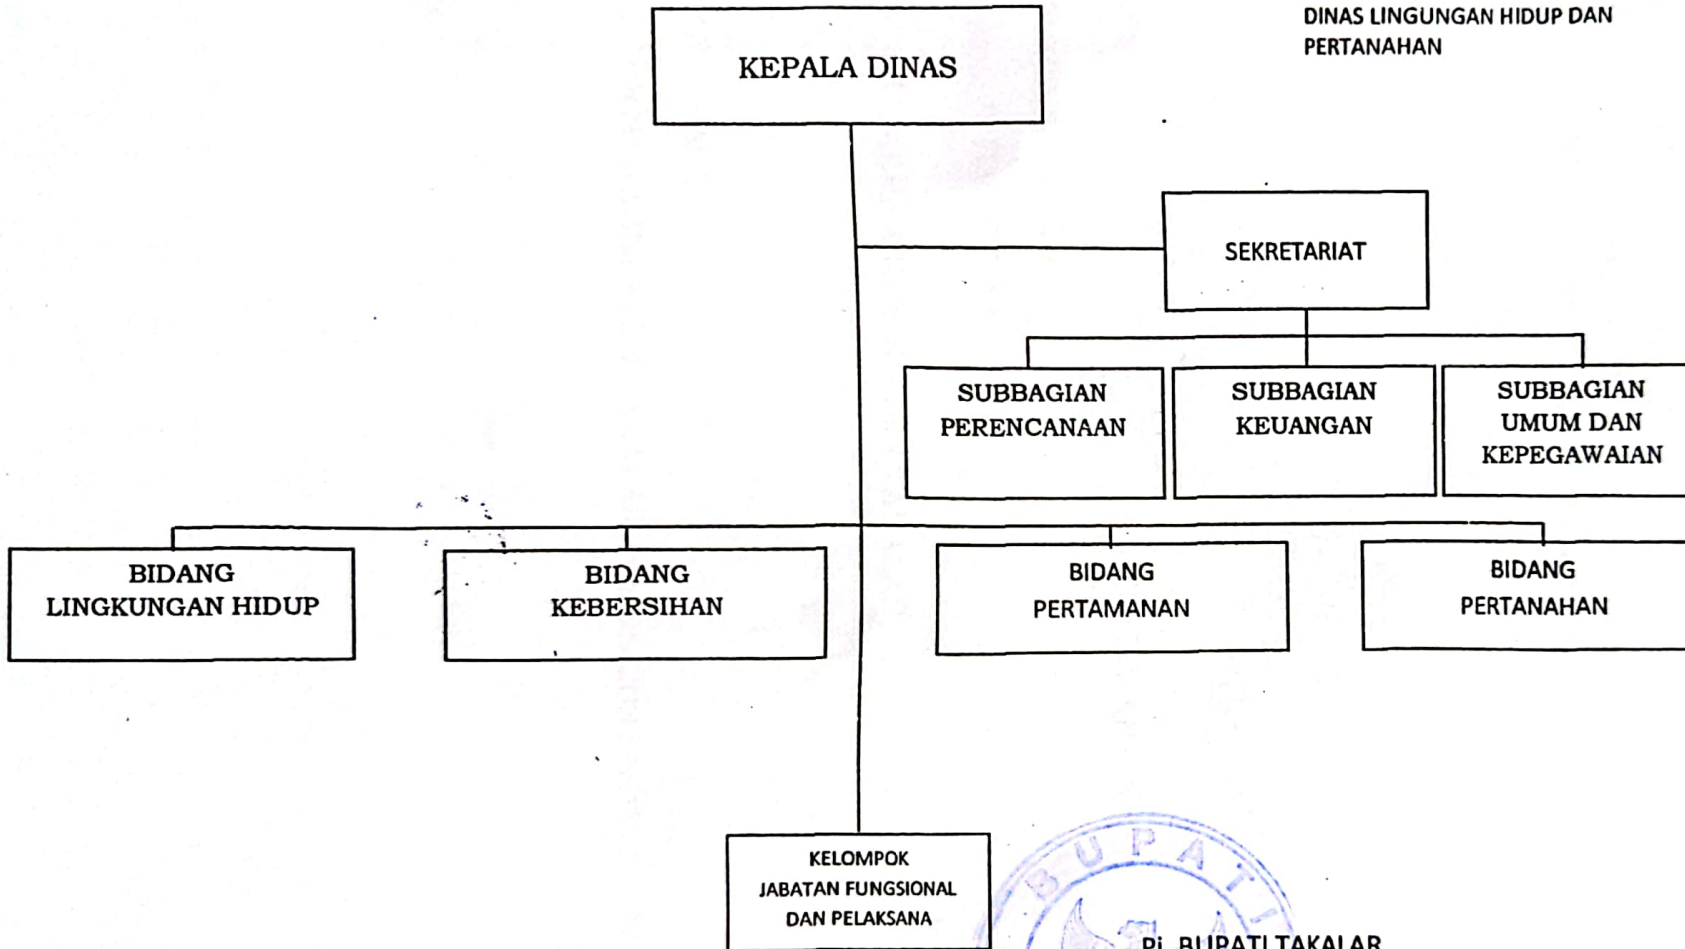 DINAS LINGUNGAN HIDUP DAN
PERTANAHAN
KEPALA DINAS
SEKRETARIAT
SUBBAGIAN
PERENCANAAN
SUBBAGIAN
KEUANGAN
SUBBAGIAN
UMUM DAN
KEPEGAWAIAN
BIDANG
LINGKUNGAN HIDUP
BIDANG
KEBERSIHAN
BIDANG
PERTAMANAN
BIDANG
PERTANAHAN
KELOMPOK
JABATAN FUNGSIONAL
DAN PELAKSANA
BUPATI
Pj. BUPATI TAKALAR